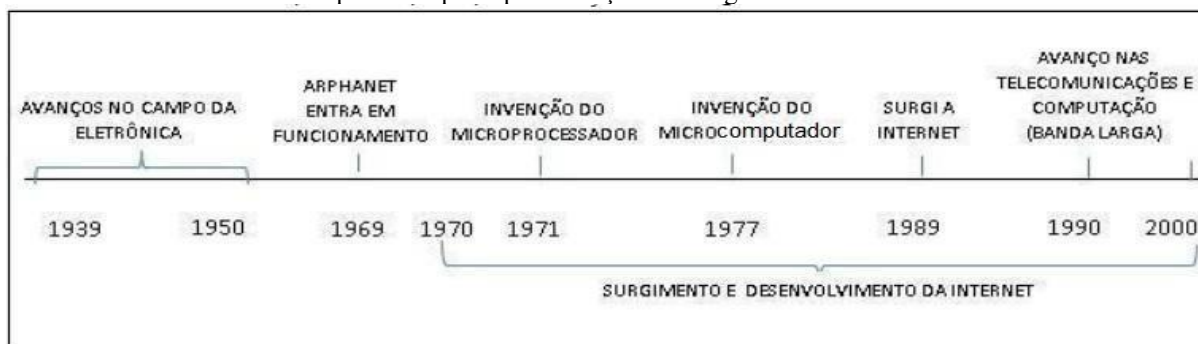 AVANÇOS NO CAMPO DA
ELETRÔNICA
ARPHANET
ENTRA EM
FUNCIONAMENTO
INVENÇÃO DO
MICROPROCESSADOR
INVENÇÃO DO
MICROcomputador
SURGI A
INTERNET
AVANÇO NAS
TELECOMUNICAÇÕES E
COMPUTAÇÃO
(BANDA LARGA)
1939 1950 1969 1970 1971 1977 1989 1990 2000
SURGIMENTO E DESENVOLVIMENTO DA INTERNET